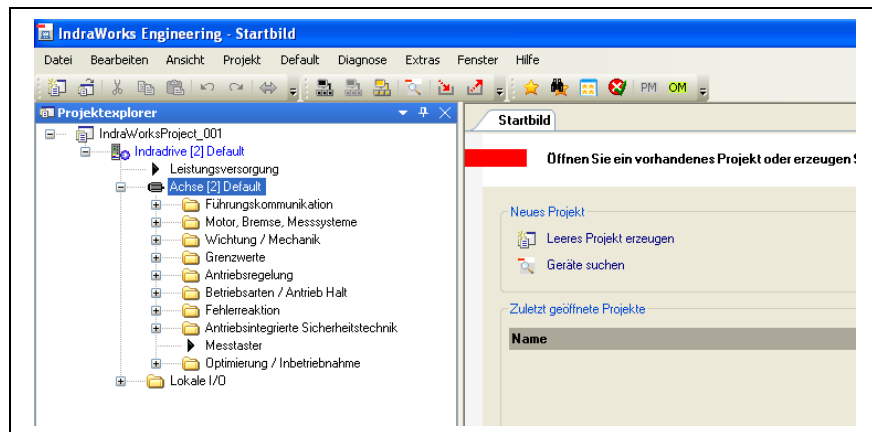 IndraWorks Engineering - Startbild
Datei Bearbeiten Ansicht Projekt Default Diagnose Extras Fenster Hilfe
PM OM
Projektexplorer
IndraWorksProject_001
Indradrive [2] Default
Leistungsversorgung
Achse [2] Default
Führungskommunikation
Motor, Bremse, Messsysteme
Wichtung / Mechanik
Grenzwerte
Antriebsregelung
Betriebsarten / Antrieb Halt
Fehlerreaktion
Antriebsintegrierte Sicherheitstechnik
Messtaster
Optimierung / Inbetriebnahme
Lokale I/O
Startbild
Öffnen Sie ein vorhandenes Projekt oder erzeugen S
Neues Projekt
Leeres Projekt erzeugen
Geräte suchen
Zuletzt geöffnete Projekte
Name